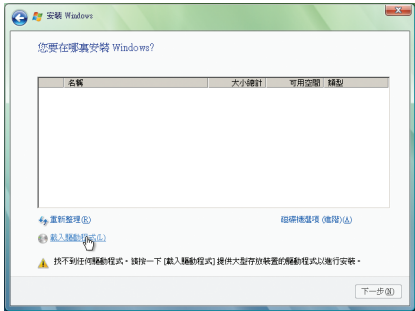 安裝 Windows
您要在哪裏安裝 Windows?
名稱 大小總計 可用空間 類型
重新整理(R) 磁碟機選項 (進階)(A)
載入驅動程式(L)
找不到任何驅動程式。請按一下 [載入驅動程式] 提供大型存放裝置的驅動程式以進行安裝。
下一步(N)